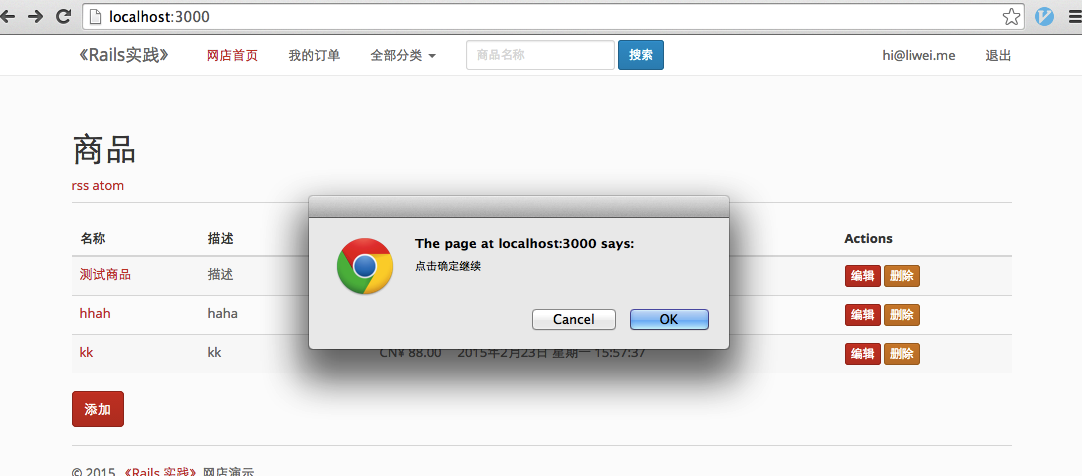 localhost:3000
《Rails实践》 网店首页 我的订单 全部分类 商品名称 搜索 hi@liwei.me 退出
商品
rss atom
The page at localhost:3000 says:
点击确定继续
Cancel OK
名称 描述 Actions
测试商品 描述 编辑 删除
hhah haha 编辑 删除
kk kk CN¥ 88.00 2015年2月23日 星期一 15:57:37 编辑 删除
添加
© 2015 《Rails 实践》网店演示